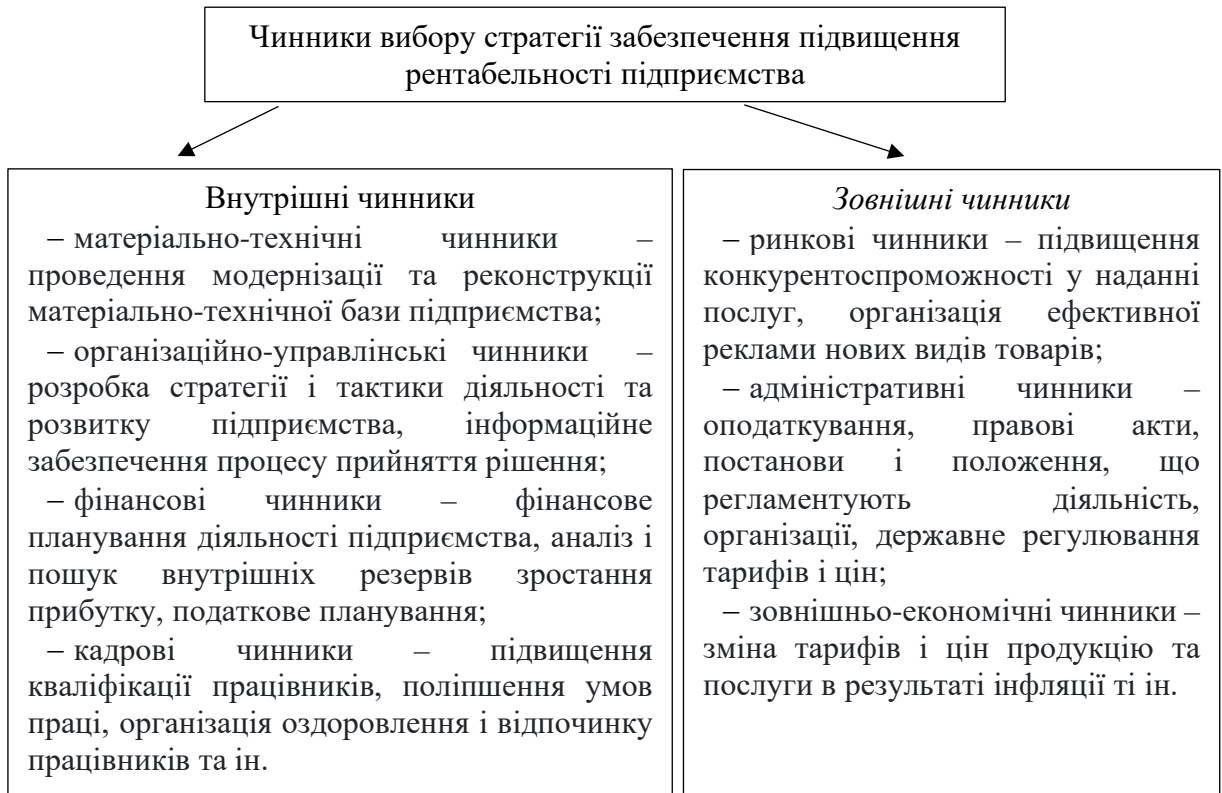 Чинники вибору стратегії забезпечення підвищення
рентабельності підприємства
Внутрішні чинники
– матеріально-технічні чинники –
проведення модернізації та реконструкції
матеріально-технічної бази підприємства;
– організаційно-управлінські чинники –
розробка стратегії і тактики діяльності та
розвитку підприємства, інформаційне
забезпечення процесу прийняття рішення;
– фінансові чинники – фінансове
планування діяльності підприємства, аналіз і
пошук внутрішніх резервів зростання
прибутку, податкове планування;
– кадрові чинники – підвищення
кваліфікації працівників, поліпшення умов
праці, організація оздоровлення і відпочинку
працівників та ін.
Зовнішні чинники
– ринкові чинники – підвищення
конкурентоспроможності у наданні
послуг, організація ефективної
реклами нових видів товарів;
– адміністративні чинники –
оподаткування, правові акти,
постанови і положення, що
регламентують діяльність,
організації, державне регулювання
тарифів і цін;
– зовнішньо-економічні чинники –
зміна тарифів і цін продукцію та
послуги в результаті інфляції ті ін.